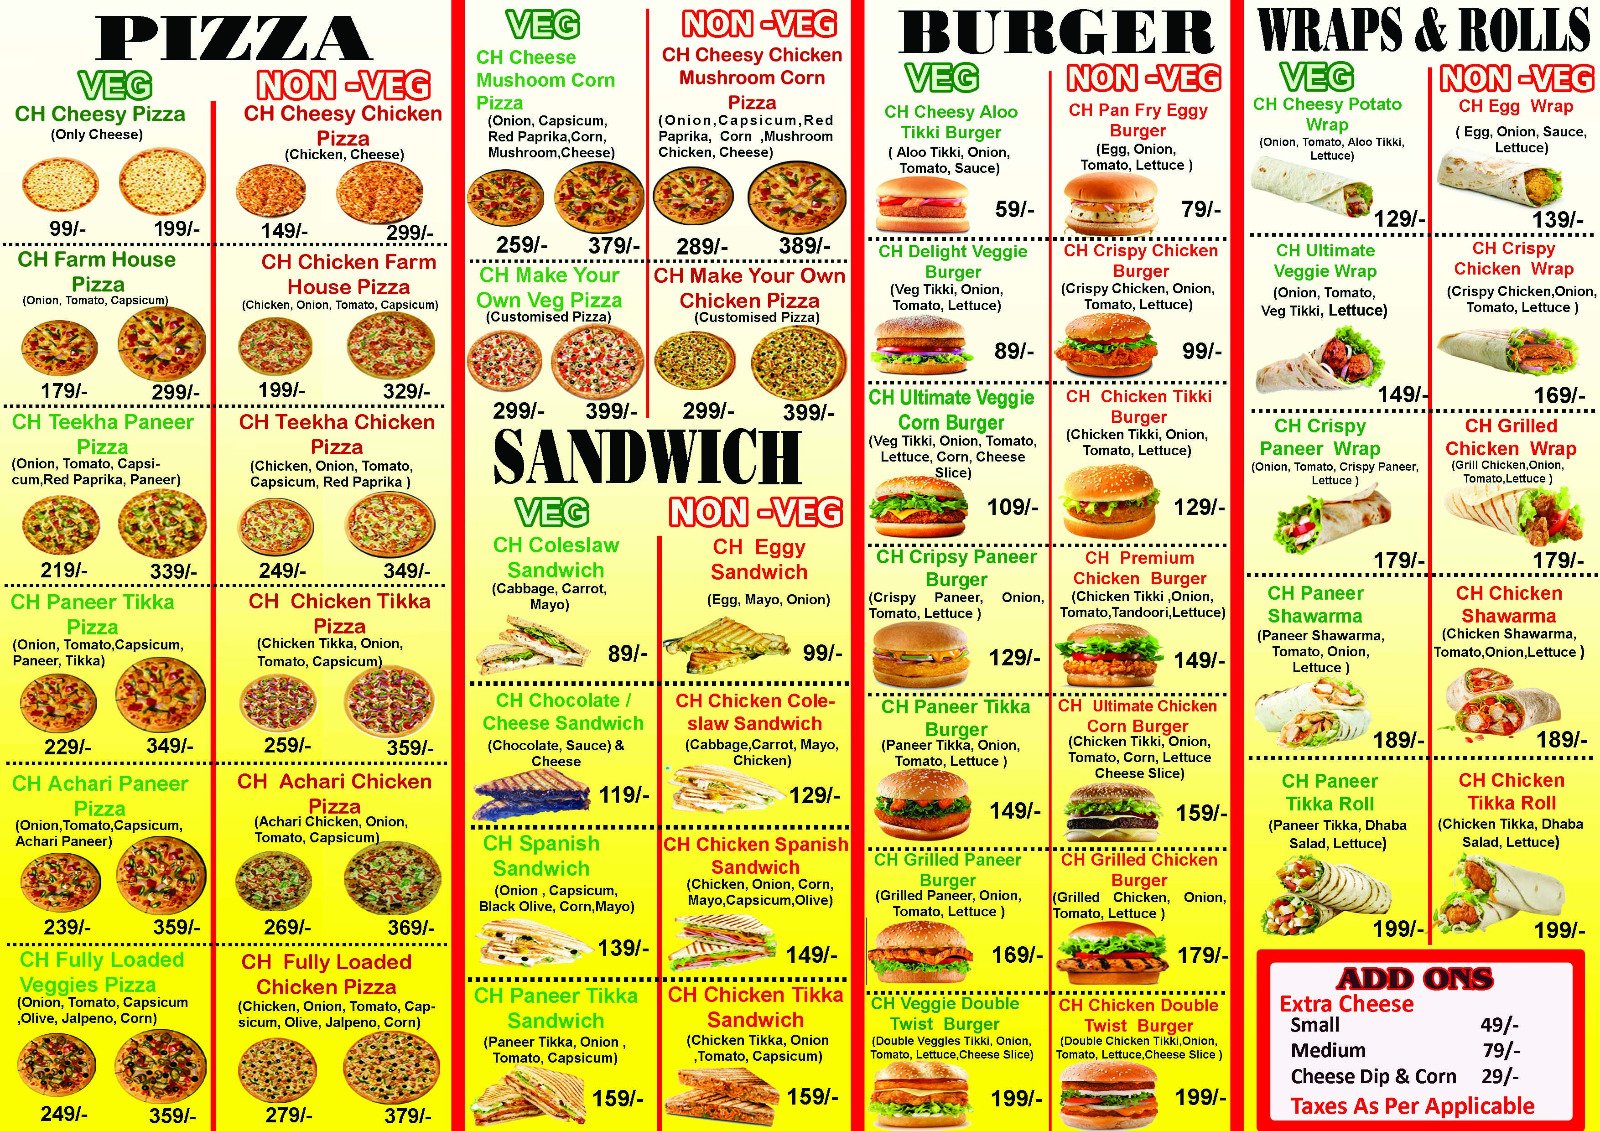 PIZZA
VEG
NON -VEG
CH Cheesy Pizza
(Only Cheese)
99/- 199/-
CH Cheesy Chicken
Pizza
(Chicken, Cheese)
149/- 299/-
CH Farm House
Pizza
(Onion, Tomato, Capsicum)
179/- 299/-
CH Chicken Farm
House Pizza
(Chicken, Onion, Tomato, Capsicum)
199/- 329/-
CH Teekha Paneer
Pizza
(Onion, Tomato, Capsi-
cum,Red Paprika, Paneer)
219/- 339/-
CH Teekha Chicken
Pizza
(Chicken, Onion, Tomato,
Capsicum, Red Paprika )
249/- 349/-
CH Paneer Tikka
Pizza
(Onion, Tomato,Capsicum,
Paneer, Tikka)
229/- 349/-
CH Chicken Tikka
Pizza
(Chicken Tikka, Onion,
Tomato, Capsicum)
259/- 359/-
CH Achari Paneer
Pizza
(Onion,Tomato,Capsicum,
Achari Paneer)
239/- 359/-
CH Achari Chicken
Pizza
(Achari Chicken, Onion,
Tomato, Capsicum)
269/- 369/-
CH Fully Loaded
Veggies Pizza
(Onion, Tomato, Capsicum
,Olive, Jalpeno, Corn)
249/- 359/-
CH Fully Loaded
Chicken Pizza
(Chicken, Onion, Tomato, Cap-
sicum, Olive, Jalpeno, Corn)
279/- 379/-
VEG
NON -VEG
CH Cheese
Mushoom Corn
Pizza
(Onion, Capsicum,
Red Paprika,Corn,
Mushroom,Cheese)
259/- 379/-
CH Cheesy Chicken
Mushroom Corn
Pizza
(Onion,Capsicum,Red
Paprika, Corn ,Mushroom
Chicken, Cheese)
289/- 389/-
CH Make Your
Own Veg Pizza
(Customised Pizza)
299/- 399/-
CH Make Your Own
Chicken Pizza
(Customised Pizza)
299/- 399/-
SANDWICH
VEG
NON -VEG
CH Coleslaw
Sandwich
(Cabbage, Carrot,
Mayo)
89/-
CH Eggy
Sandwich
(Egg, Mayo, Onion)
99/-
CH Chocolate /
Cheese Sandwich
(Chocolate, Sauce) &
Cheese
119/-
CH Chicken Cole-
slaw Sandwich
(Cabbage,Carrot, Mayo,
Chicken)
129/-
CH Spanish
Sandwich
(Onion , Capsicum,
Black Olive, Corn,Mayo)
139/-
CH Chicken Spanish
Sandwich
(Chicken, Onion, Corn,
Mayo,Capsicum,Olive)
149/-
CH Paneer Tikka
Sandwich
(Paneer Tikka, Onion ,
Tomato, Capsicum)
159/-
CH Chicken Tikka
Sandwich
(Chicken Tikka, Onion
,Tomato, Capsicum)
159/-
BURGER
VEG
NON -VEG
CH Cheesy Aloo
Tikki Burger
( Aloo Tikki, Onion,
Tomato, Sauce)
59/-
CH Pan Fry Eggy
Burger
(Egg, Onion,
Tomato, Lettuce )
79/-
CH Delight Veggie
Burger
(Veg Tikki, Onion,
Tomato, Lettuce)
89/-
CH Crispy Chicken
Burger
(Crispy Chicken, Onion,
Tomato, Lettuce)
99/-
CH Ultimate Veggie
Corn Burger
(Veg Tikki, Onion, Tomato,
Lettuce, Corn, Cheese
Slice)
109/-
CH Chicken Tikki
Burger
(Chicken Tikki, Onion,
Tomato, Lettuce)
129/-
CH Cripsy Paneer
Burger
(Crispy Paneer, Onion,
Tomato, Lettuce )
129/-
CH Premium
Chicken Burger
(Chicken Tikki ,Onion,
Tomato,Tandoori,Lettuce)
149/-
CH Paneer Tikka
Burger
(Paneer Tikka, Onion,
Tomato, Lettuce )
149/-
CH Ultimate Chicken
Corn Burger
(Chicken Tikki, Onion,
Tomato, Corn, Lettuce
Cheese Slice)
159/-
CH Grilled Paneer
Burger
(Grilled Paneer, Onion,
Tomato, Lettuce )
169/-
CH Grilled Chicken
Burger
(Grilled Chicken, Onion,
Tomato, Lettuce )
179/-
CH Veggie Double
Twist Burger
(Double Veggies Tikki, Onion,
Tomato, Lettuce,Cheese Slice)
199/-
CH Chicken Double
Twist Burger
(Double Chicken Tikki,Onion,
Tomato, Lettuce,Cheese Slice )
199/-
WRAPS & ROLLS
VEG
NON -VEG
CH Cheesy Potato
Wrap
(Onion, Tomato, Aloo Tikki,
Lettuce)
129/-
CH Egg Wrap
( Egg, Onion, Sauce,
Lettuce)
139/-
CH Ultimate
Veggie Wrap
(Onion, Tomato,
Veg Tikki, Lettuce)
149/-
CH Crispy
Chicken Wrap
(Crispy Chicken,Onion,
Tomato, Lettuce )
169/-
CH Crispy
Paneer Wrap
(Onion, Tomato, Crispy Paneer,
Lettuce )
179/-
CH Grilled
Chicken Wrap
(Grill Chicken,Onion,
Tomato,Lettuce )
179/-
CH Paneer
Shawarma
(Paneer Shawarma,
Tomato, Onion,
Lettuce )
189/-
CH Chicken
Shawarma
(Chicken Shawarma,
Tomato,Onion,Lettuce )
189/-
CH Paneer
Tikka Roll
(Paneer Tikka, Dhaba
Salad, Lettuce)
199/-
CH Chicken
Tikka Roll
(Chicken Tikka, Dhaba
Salad, Lettuce)
199/-
ADD ONS
Extra Cheese
Small 49/-
Medium 79/-
Cheese Dip & Corn 29/-
Taxes As Per Applicable